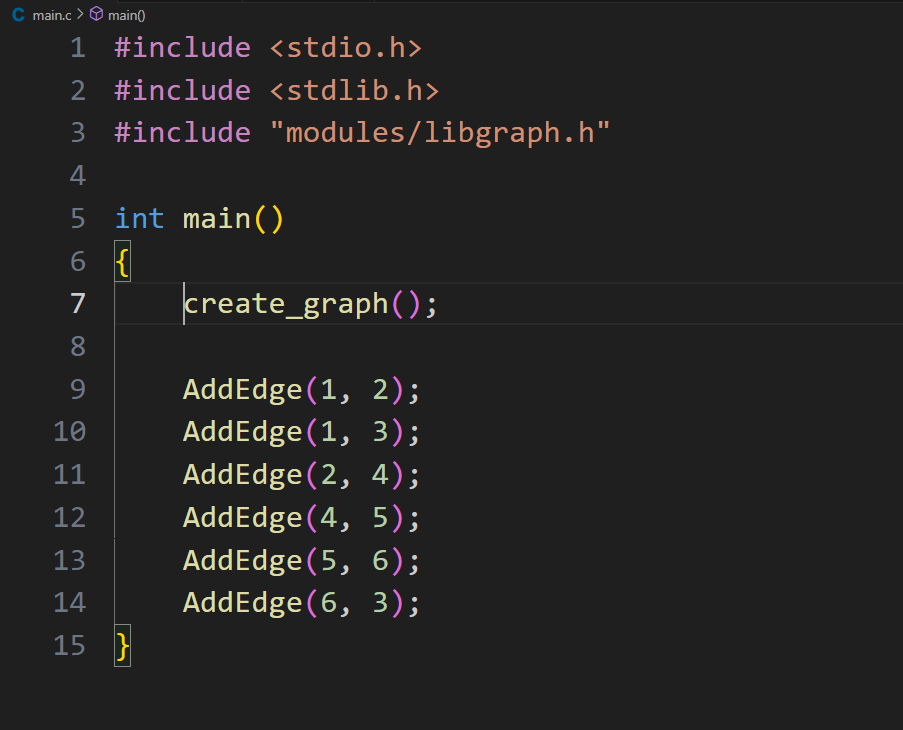 C main.c > main()
1 #include <stdio.h>
2 #include <stdlib.h>
3 #include "modules/libgraph.h"
4
5 int main()
6 {
7     create_graph();
8
9     AddEdge(1, 2);
10     AddEdge(1, 3);
11     AddEdge(2, 4);
12     AddEdge(4, 5);
13     AddEdge(5, 6);
14     AddEdge(6, 3);
15 }